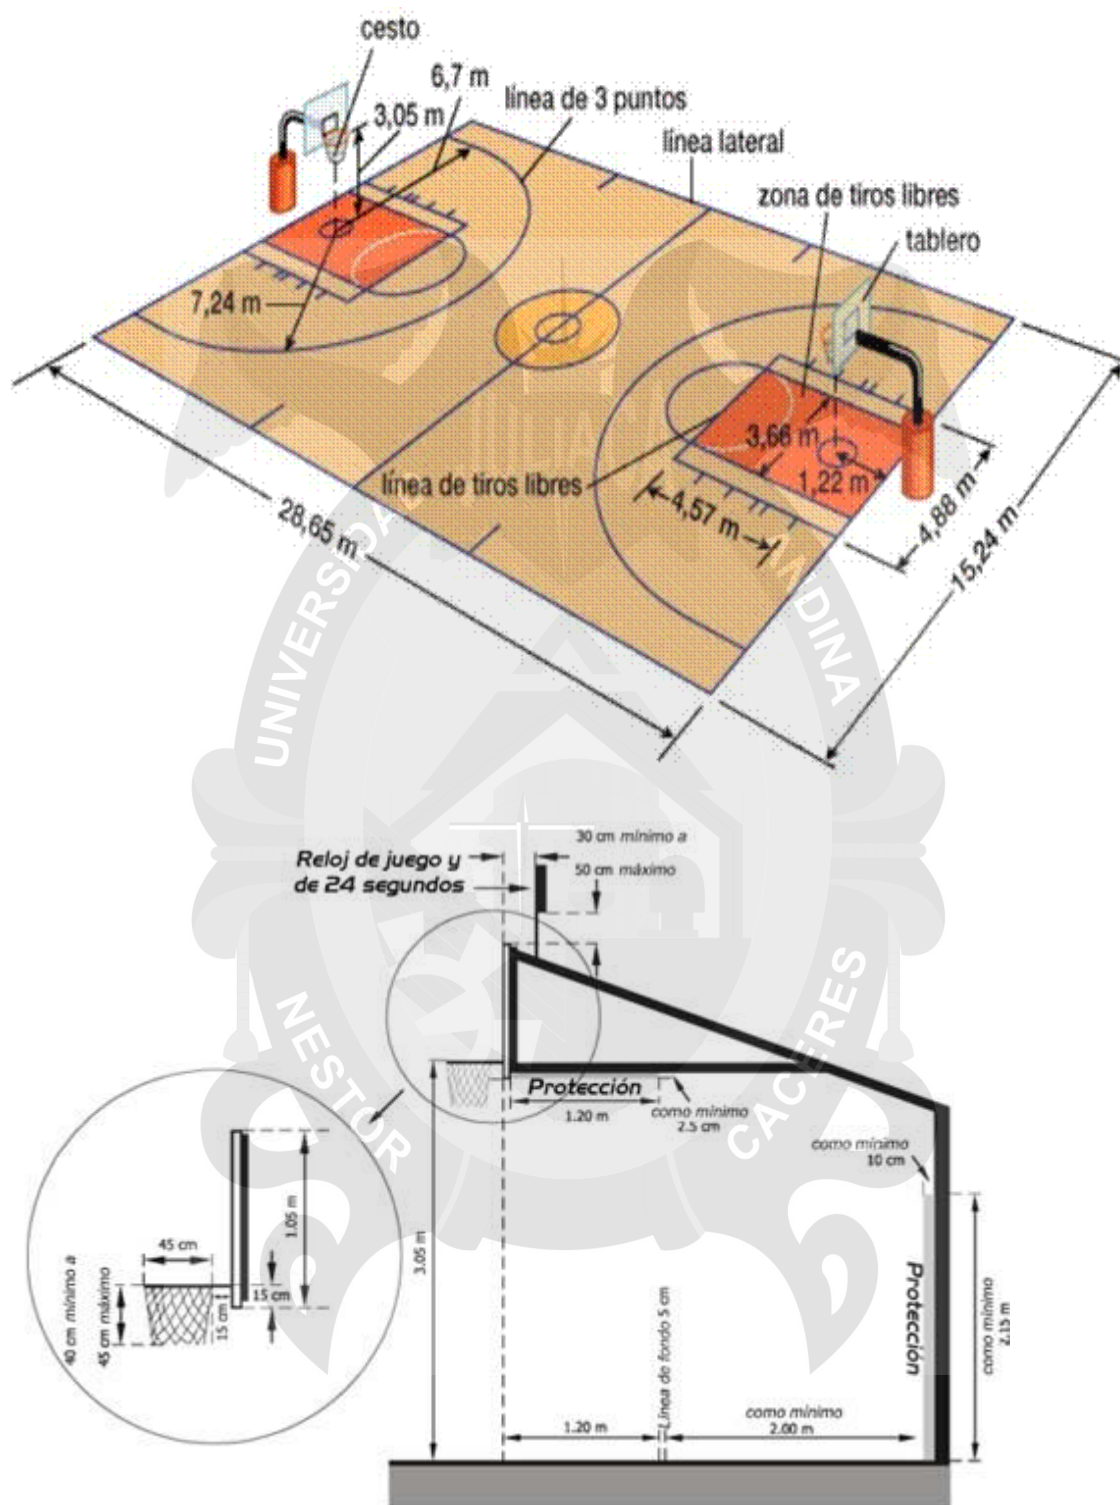 cesto
6,7 m
línea de 3 puntos
3,05 m
línea lateral
zona de tiros libres
tablero
7,24 m
3,66 m
línea de tiros libres
1,22 m
4,57 m
28,65 m
4,88 m
15,24 m
UNIVERSIDAD
ANDINA
NESTOR
CACERES
30 cm mínimo a
50 cm máximo
Reloj de juego y
de 24 segundos
Protección
1.20 m
como mínimo
2.5 cm
como mínimo
10 cm
3.05 m
1.05 m
45 cm
15 cm
15 cm
40 cm mínimo a
45 cm máximo
Protección
como mínimo
2.15 m
Línea de fondo 5 cm
1.20 m
como mínimo
2.00 m